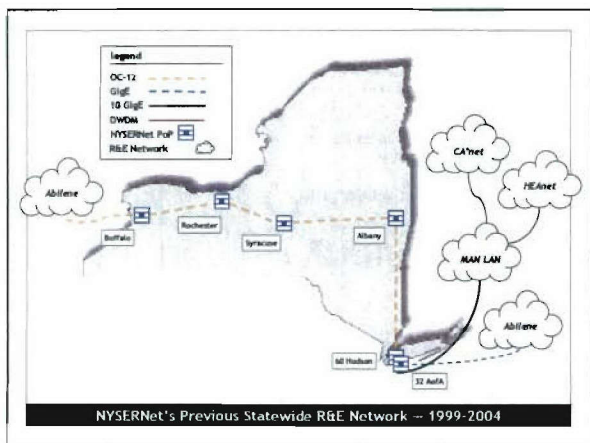 legend
OC-12
GigE
10 GigE
DWDM
NYSERNet PoP
R&E Network
CA*net
HEAnet
Abilene
Buffalo
Rochester
Syracuse
Albany
MAN LAN
Abilene
60 Hudson
32 AofA
NYSERNet's Previous Statewide R&E Network -- 1999-2004